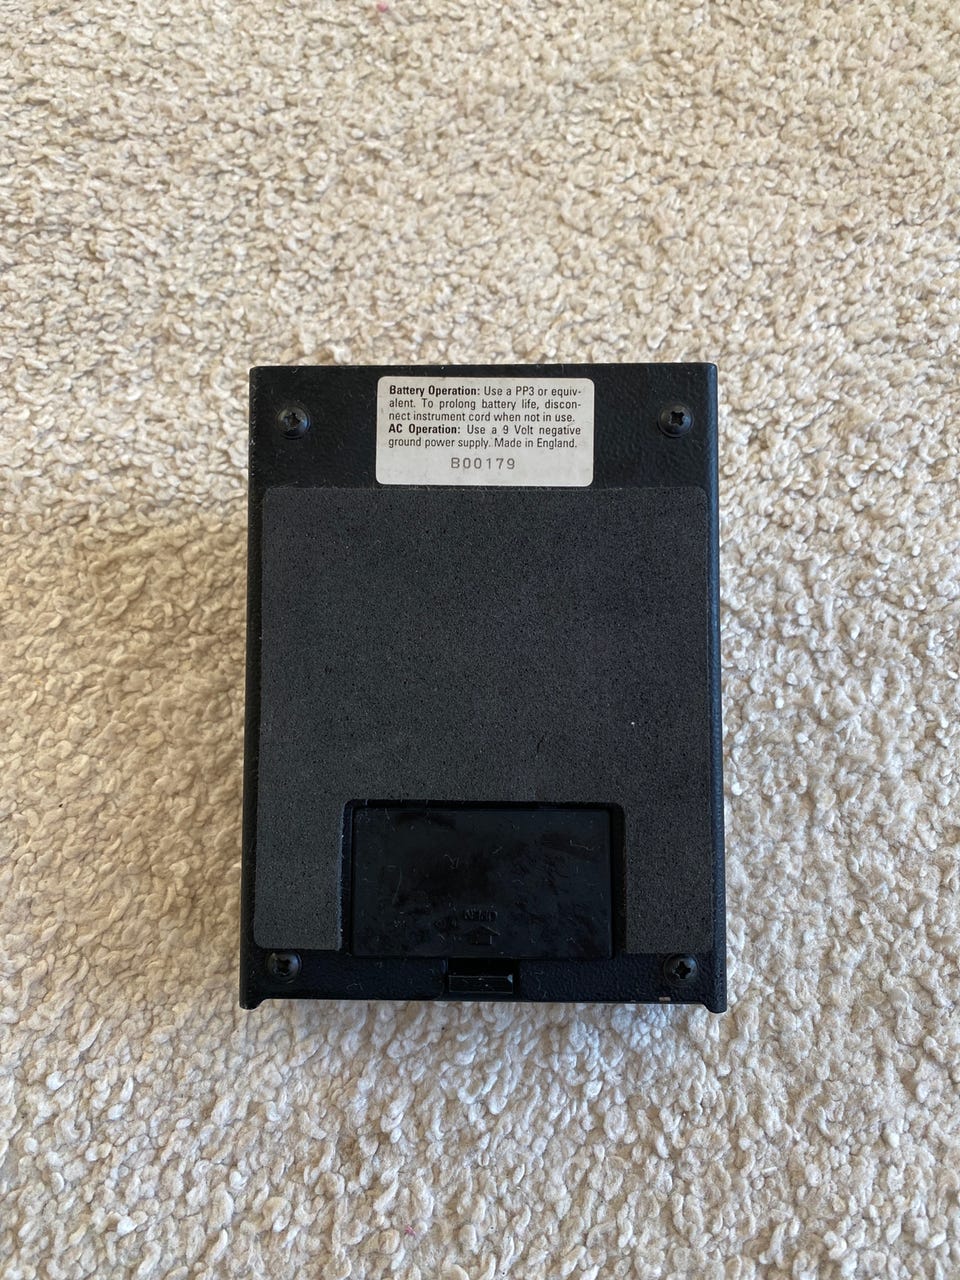 Battery Operation: Use a PP3 or equiv-
alent. To prolong battery life, discon-
nect instrument cord when not in use.
AC Operation: Use a 9 Volt negative
ground power supply. Made in England.
B00179
OPEN